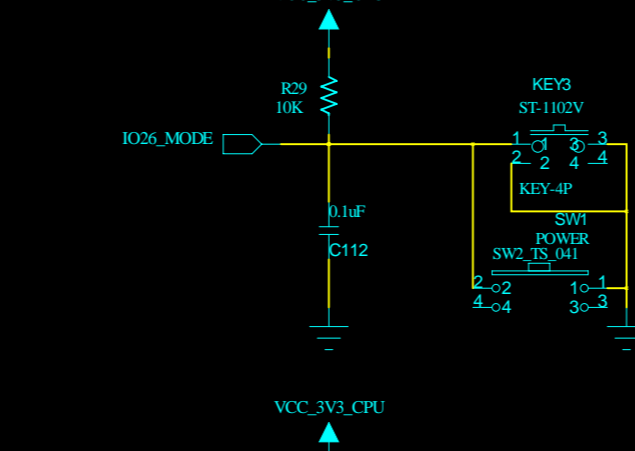 R29
10K
IO26_MODE
KEY3
ST-1102V
1 1 3 3
2 2 4 4
KEY-4P
0.1uF
C112
SW1
POWER
SW2_TS_041
2 2 1 1
4 4 3 3
VCC_3V3_CPU